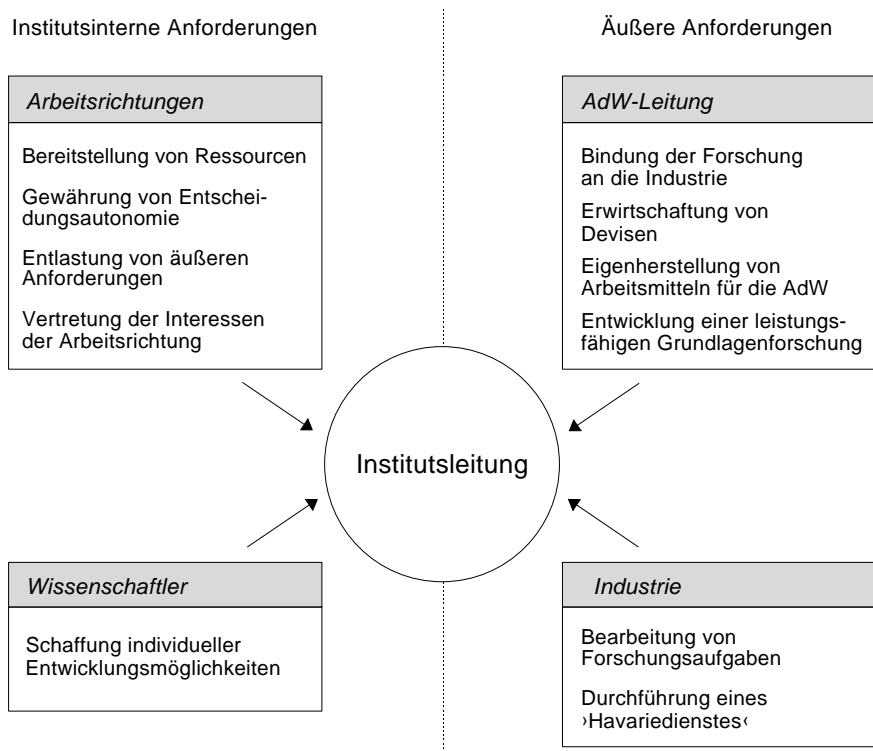 Institutsinterne Anforderungen
Äußere Anforderungen
Arbeitsrichtungen
Bereitstellung von Ressourcen
Gewährung von Entschei-
dungsautonomie
Entlastung von äußeren
Anforderungen
Vertretung der Interessen
der Arbeitsrichtung
AdW-Leitung
Bindung der Forschung
an die Industrie
Erwirtschaftung von
Devisen
Eigenherstellung von
Arbeitsmitteln für die AdW
Entwicklung einer leistungs-
fähigen Grundlagenforschung
Institutsleitung
Wissenschaftler
Schaffung individueller
Entwicklungsmöglichkeiten
Industrie
Bearbeitung von
Forschungsaufgaben
Durchführung eines
›Havariedienstes‹